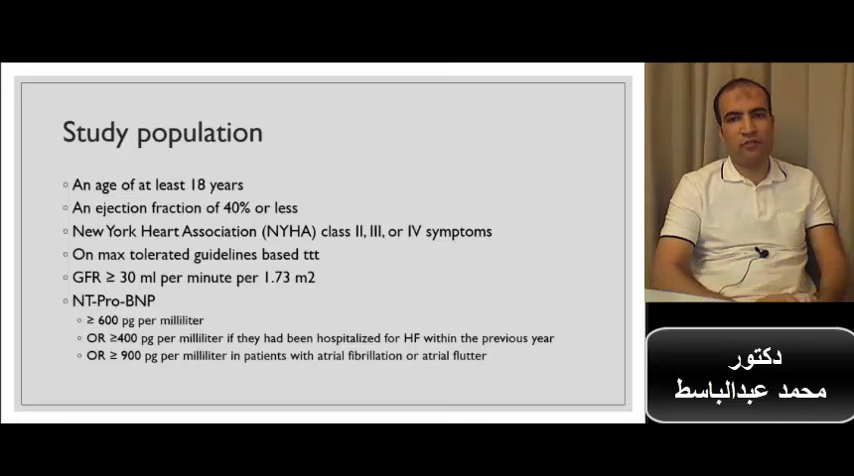 Study population
◦ An age of at least 18 years
◦ An ejection fraction of 40% or less
◦ New York Heart Association (NYHA) class II, III, or IV symptoms
◦ On max tolerated guidelines based ttt
◦ GFR ≥ 30 ml per minute per 1.73 m2
◦ NT-Pro-BNP
◦ ≥ 600 pg per milliliter
◦ OR ≥400 pg per milliliter if they had been hospitalized for HF within the previous year
◦ OR ≥ 900 pg per milliliter in patients with atrial fibrillation or atrial flutter
دكتور
محمد عبدالباسط